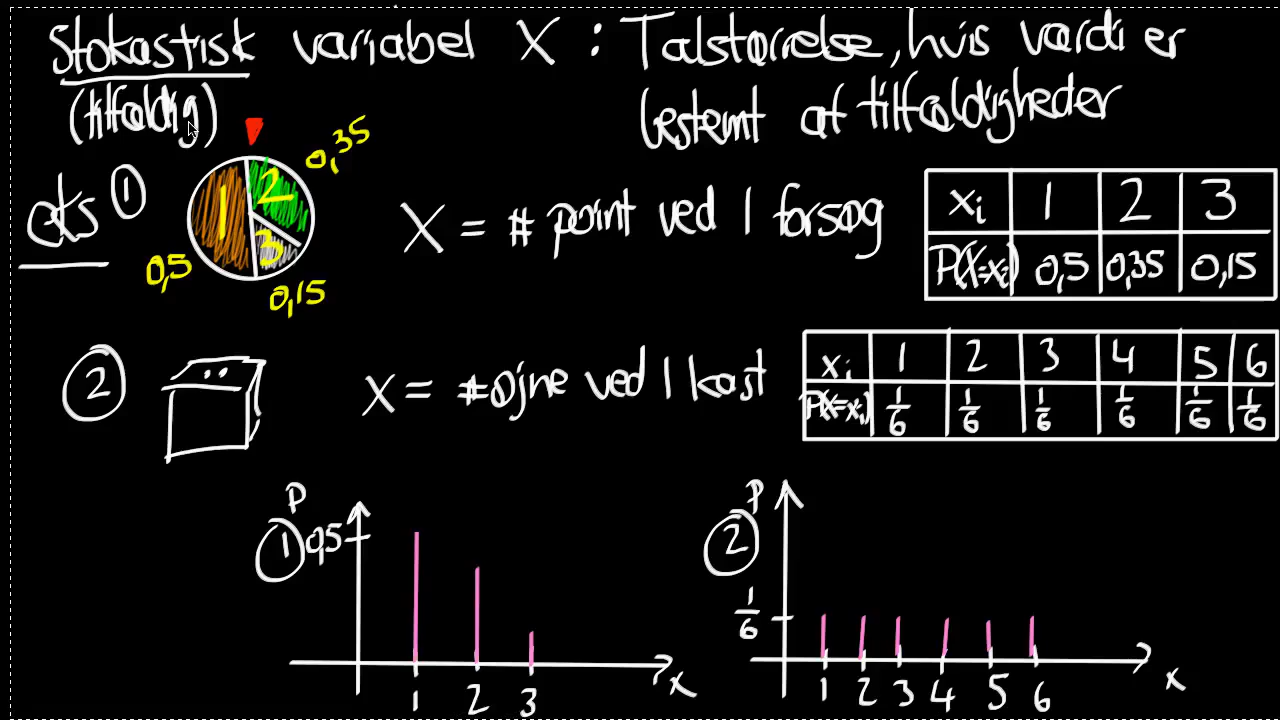 Stokastisk variabel X : Talstørrelse, hvis værdi er
(tilfældig) bestemt af tilfældigheder
eks ①
1 2 3
0,35
0,5
0,15
X = # point ved 1 forsøg
xi 1 2 3
P(X=xi) 0,5 0,35 0,15
② X = # øjne ved 1 kast
xi 1 2 3 4 5 6
P(X=xi) 1/6 1/6 1/6 1/6 1/6 1/6
① P
0,5
1 2 3 x
② P
1/6
1 2 3 4 5 6 x